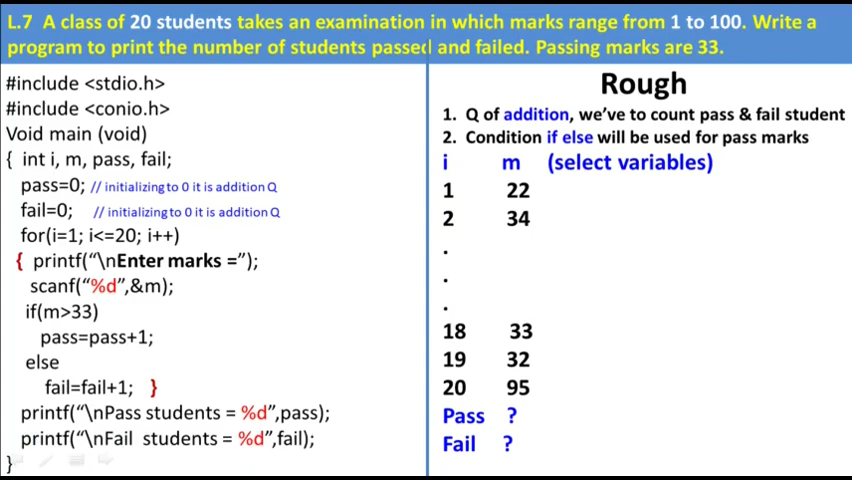 L.7 A class of 20 students takes an examination in which marks range from 1 to 100. Write a
program to print the number of students passed and failed. Passing marks are 33.
#include <stdio.h>
#include <conio.h>
Void main (void)
{ int i, m, pass, fail;
pass=0; // initializing to 0 it is addition Q
fail=0; // initializing to 0 it is addition Q
for(i=1; i<=20; i++)
{ printf(“\nEnter marks =”);
scanf(“%d”,&m);
if(m>33)
pass=pass+1;
else
fail=fail+1; }
printf(“\nPass students = %d”,pass);
printf(“\nFail students = %d”,fail);
}
Rough
1. Q of addition, we’ve to count pass & fail student
2. Condition if else will be used for pass marks
i m (select variables)
1 22
2 34
.
.
.
18 33
19 32
20 95
Pass ?
Fail ?